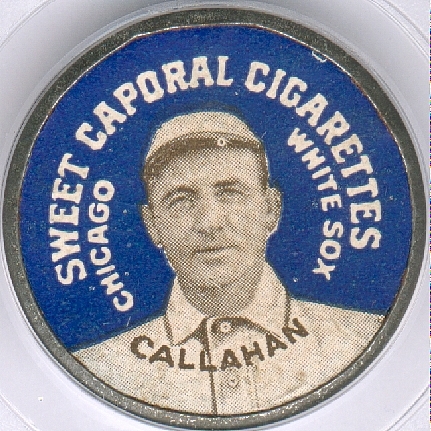 SWEET CAPORAL CIGARETTES
CHICAGO
WHITE SOX
CALLAHAN